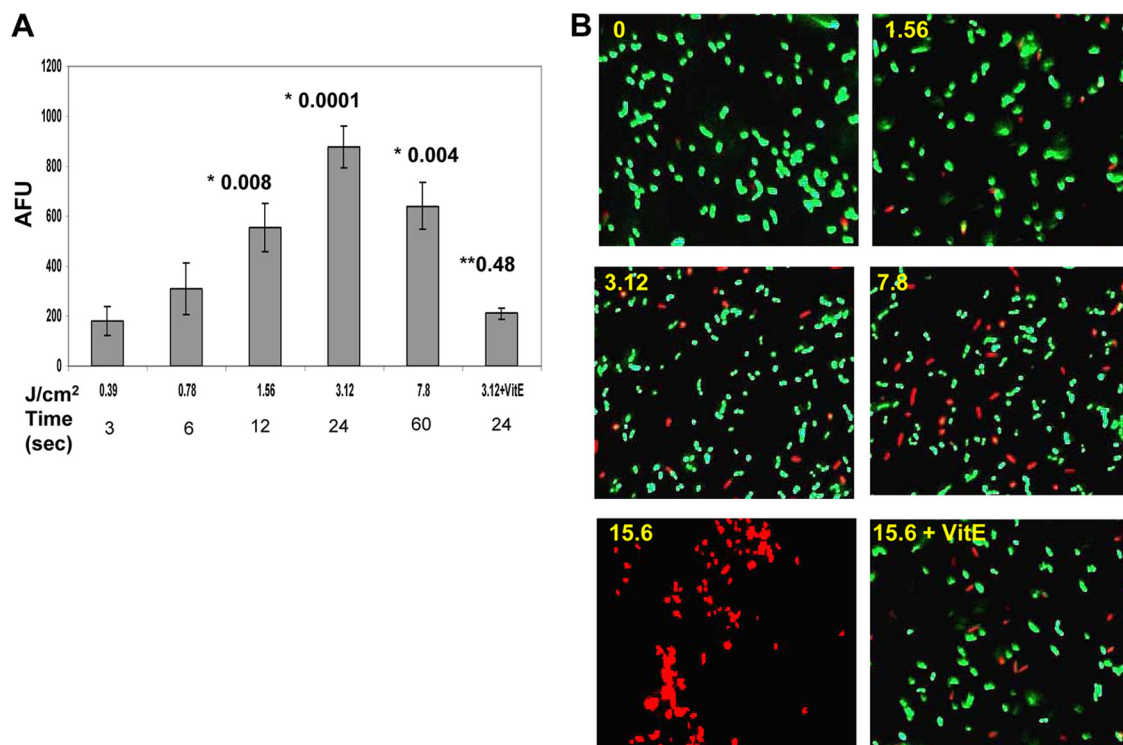 A
1200
1000
800
600
400
200
0
AFU
* 0.008
* 0.0001
* 0.004
**0.48
J/cm² 0.39 0.78 1.56 3.12 7.8 3.12+VitE
Time
(sec) 3 6 12 24 60 24
B
0
1.56
3.12
7.8
15.6
15.6 + VitE